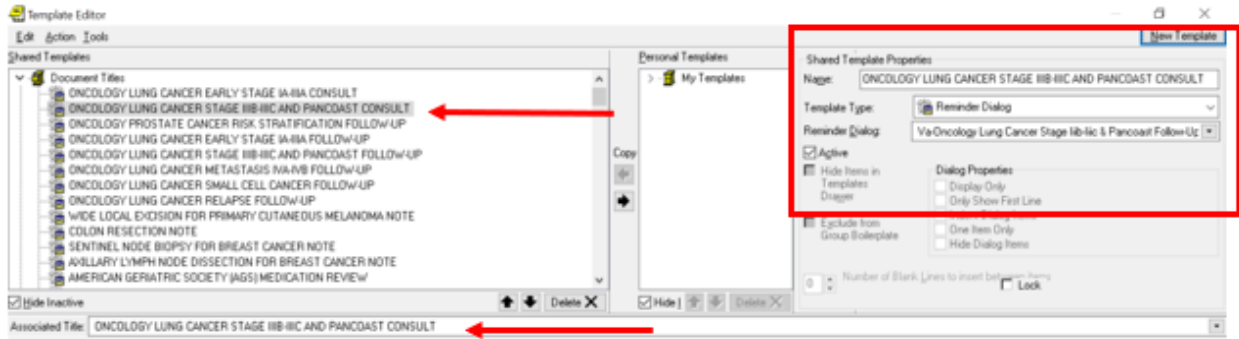 Template Editor
Edit Action Tools
New Template
Shared Templates
Personal Templates
Shared Template Properties
Document Titles
ONCOLOGY LUNG CANCER EARLY STAGE IA-IIIA CONSULT
ONCOLOGY LUNG CANCER STAGE IIIB-IIIC AND PANCOAST CONSULT
ONCOLOGY PROSTATE CANCER RISK STRATIFICATION FOLLOW-UP
ONCOLOGY LUNG CANCER EARLY STAGE IA-IIIA FOLLOW-UP
ONCOLOGY LUNG CANCER STAGE IIIB-IIIC AND PANCOAST FOLLOW-UP
ONCOLOGY LUNG CANCER METASTASIS IVA-IVB FOLLOW-UP
ONCOLOGY LUNG CANCER SMALL CELL CANCER FOLLOW-UP
ONCOLOGY LUNG CANCER RELAPSE FOLLOW-UP
WIDE LOCAL EXCISION FOR PRIMARY CUTANEOUS MELANOMA NOTE
COLON RESECTION NOTE
SENTINEL NODE BIOPSY FOR BREAST CANCER NOTE
AXILLARY LYMPH NODE DISSECTION FOR BREAST CANCER NOTE
AMERICAN GERIATRIC SOCIETY (AGS) MEDICATION REVIEW
Copy
My Templates
Name: ONCOLOGY LUNG CANCER STAGE IIIB-IIIC AND PANCOAST CONSULT
Template Type: Reminder Dialog
Reminder Dialog: Va-Oncology Lung Cancer Stage Iiib-Iiic & Pancoast Follow-Up
Active
Hide Items in Templates Drawer
Dialog Properties
Display Only
Only Show First Line
Exclude from Group Boilerplate
One Item Only
Hide Dialog Items
0 Number of Blank Lines to insert between items
Lock
Hide Inactive
Delete
Hide
Delete
Associated Title: ONCOLOGY LUNG CANCER STAGE IIIB-IIIC AND PANCOAST CONSULT